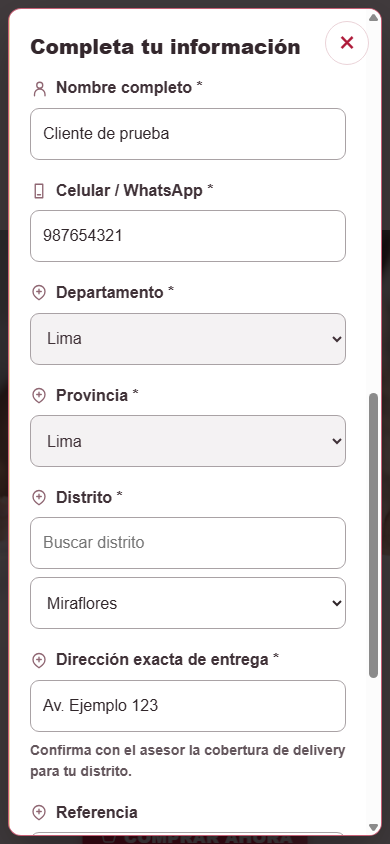 Completa tu información
×
Nombre completo *
Cliente de prueba
Celular / WhatsApp *
987654321
Departamento *
Lima
Provincia *
Lima
Distrito *
Buscar distrito
Miraflores
Dirección exacta de entrega *
Av. Ejemplo 123
Confirma con el asesor la cobertura de delivery
para tu distrito.
Referencia
COMPRAR AHORA